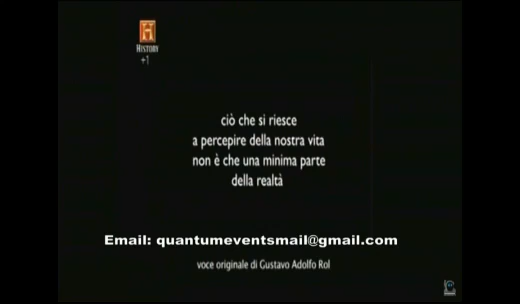 H
HISTORY
+1
ciò che si riesce
a percepire della nostra vita
non è che una minima parte
della realtà
Email: quantumeventsmail@gmail.com
voce originale di Gustavo Adolfo Rol